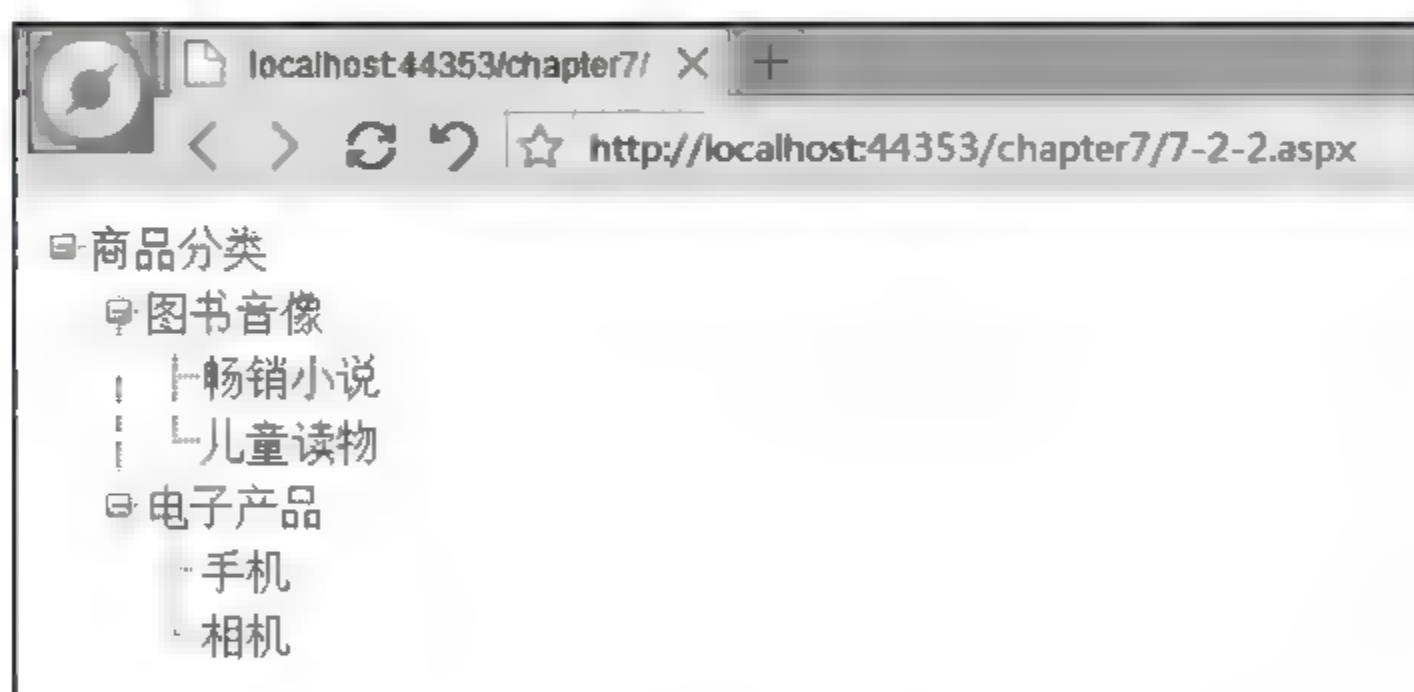 localhost:44353/chapter7/
http://localhost:44353/chapter7/7-2-2.aspx
商品分类
图书音像
畅销小说
儿童读物
电子产品
手机
相机